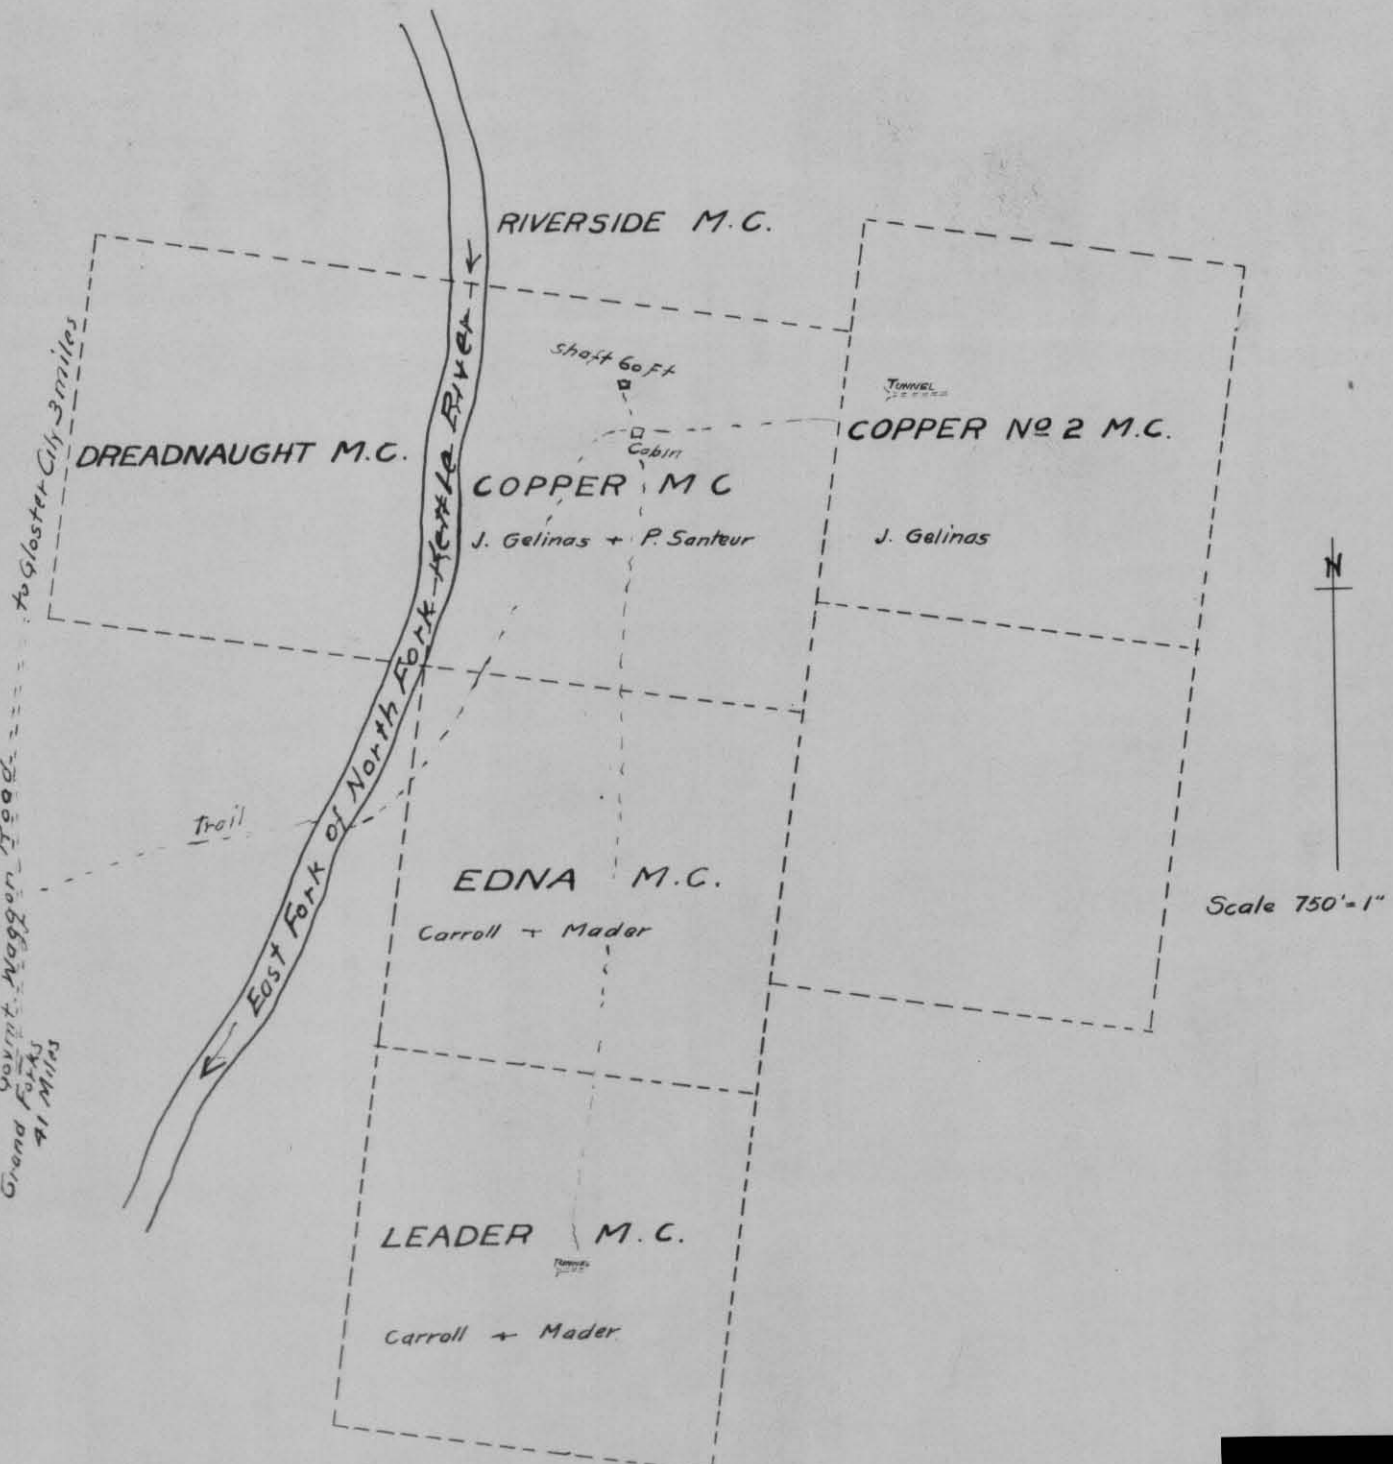 RIVERSIDE M.C.
to Gloster City 3 miles
Shaft 60 Ft
TUNNEL
DREADNAUGHT M.C.
COPPER Nº 2 M.C.
Cabin
COPPER M C
J. Gelinas + P. Santeur
J. Gelinas
N
East Fork of North Fork Kettle River
Trail
Govmt. Waggon Road
Grand Forks
41 Miles
EDNA M.C.
Carroll + Mader
Scale 750'=1"
LEADER M.C.
TUNNEL
Carroll + Mader